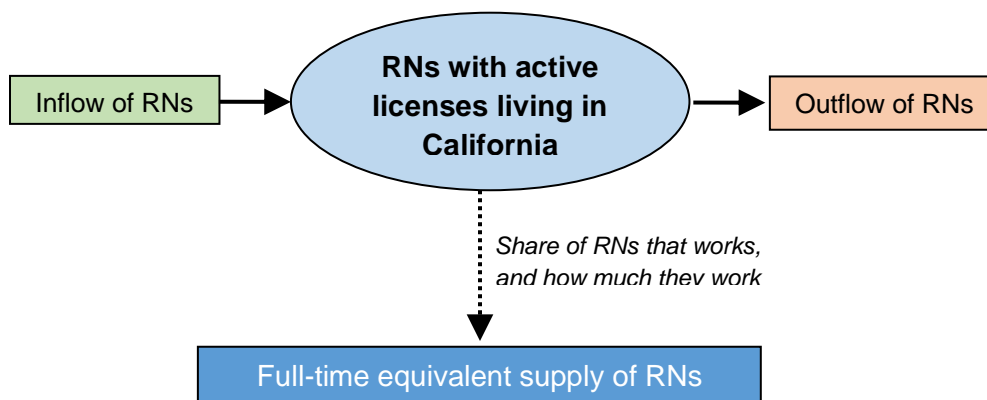 RNs with active
licenses living in
California
Inflow of RNs
Outflow of RNs
Share of RNs that works,
and how much they work
Full-time equivalent supply of RNs